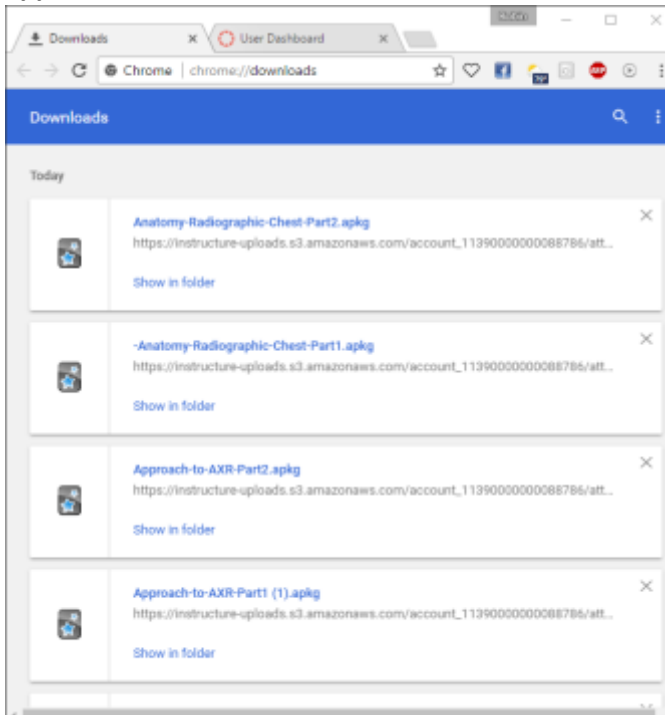 Downloads
User Dashboard
Chrome | chrome://downloads
Downloads
Today
Anatomy-Radiographic-Chest-Part2.apkg
https://instructure-uploads.s3.amazonaws.com/account_11390000000088786/att...
Show in folder
-Anatomy-Radiographic-Chest-Part1.apkg
https://instructure-uploads.s3.amazonaws.com/account_11390000000088786/att...
Show in folder
Approach-to-AXR-Part2.apkg
https://instructure-uploads.s3.amazonaws.com/account_11390000000088786/att...
Show in folder
Approach-to-AXR-Part1 (1).apkg
https://instructure-uploads.s3.amazonaws.com/account_11390000000088786/att...
Show in folder